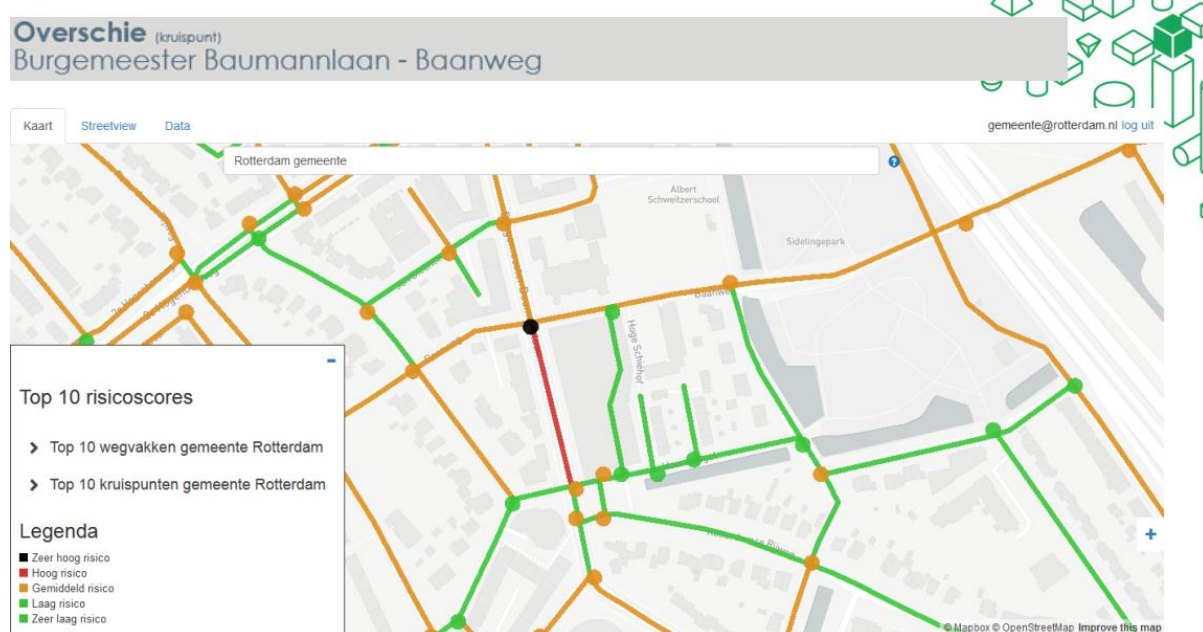 Overschie (kruispunt)
Burgemeester Baumannlaan - Baanweg
Kaart Streetview Data
gemeente@rotterdam.nl log uit
Rotterdam gemeente
Albert
Schweitzerschool
Sidelingepark
Baanweg
Hoge Schiehof
Top 10 risicoscores
Top 10 wegvakken gemeente Rotterdam
Top 10 kruispunten gemeente Rotterdam
Legenda
Zeer hoog risico
Hoog risico
Gemiddeld risico
Laag risico
Zeer laag risico
© Mapbox © OpenStreetMap Improve this map